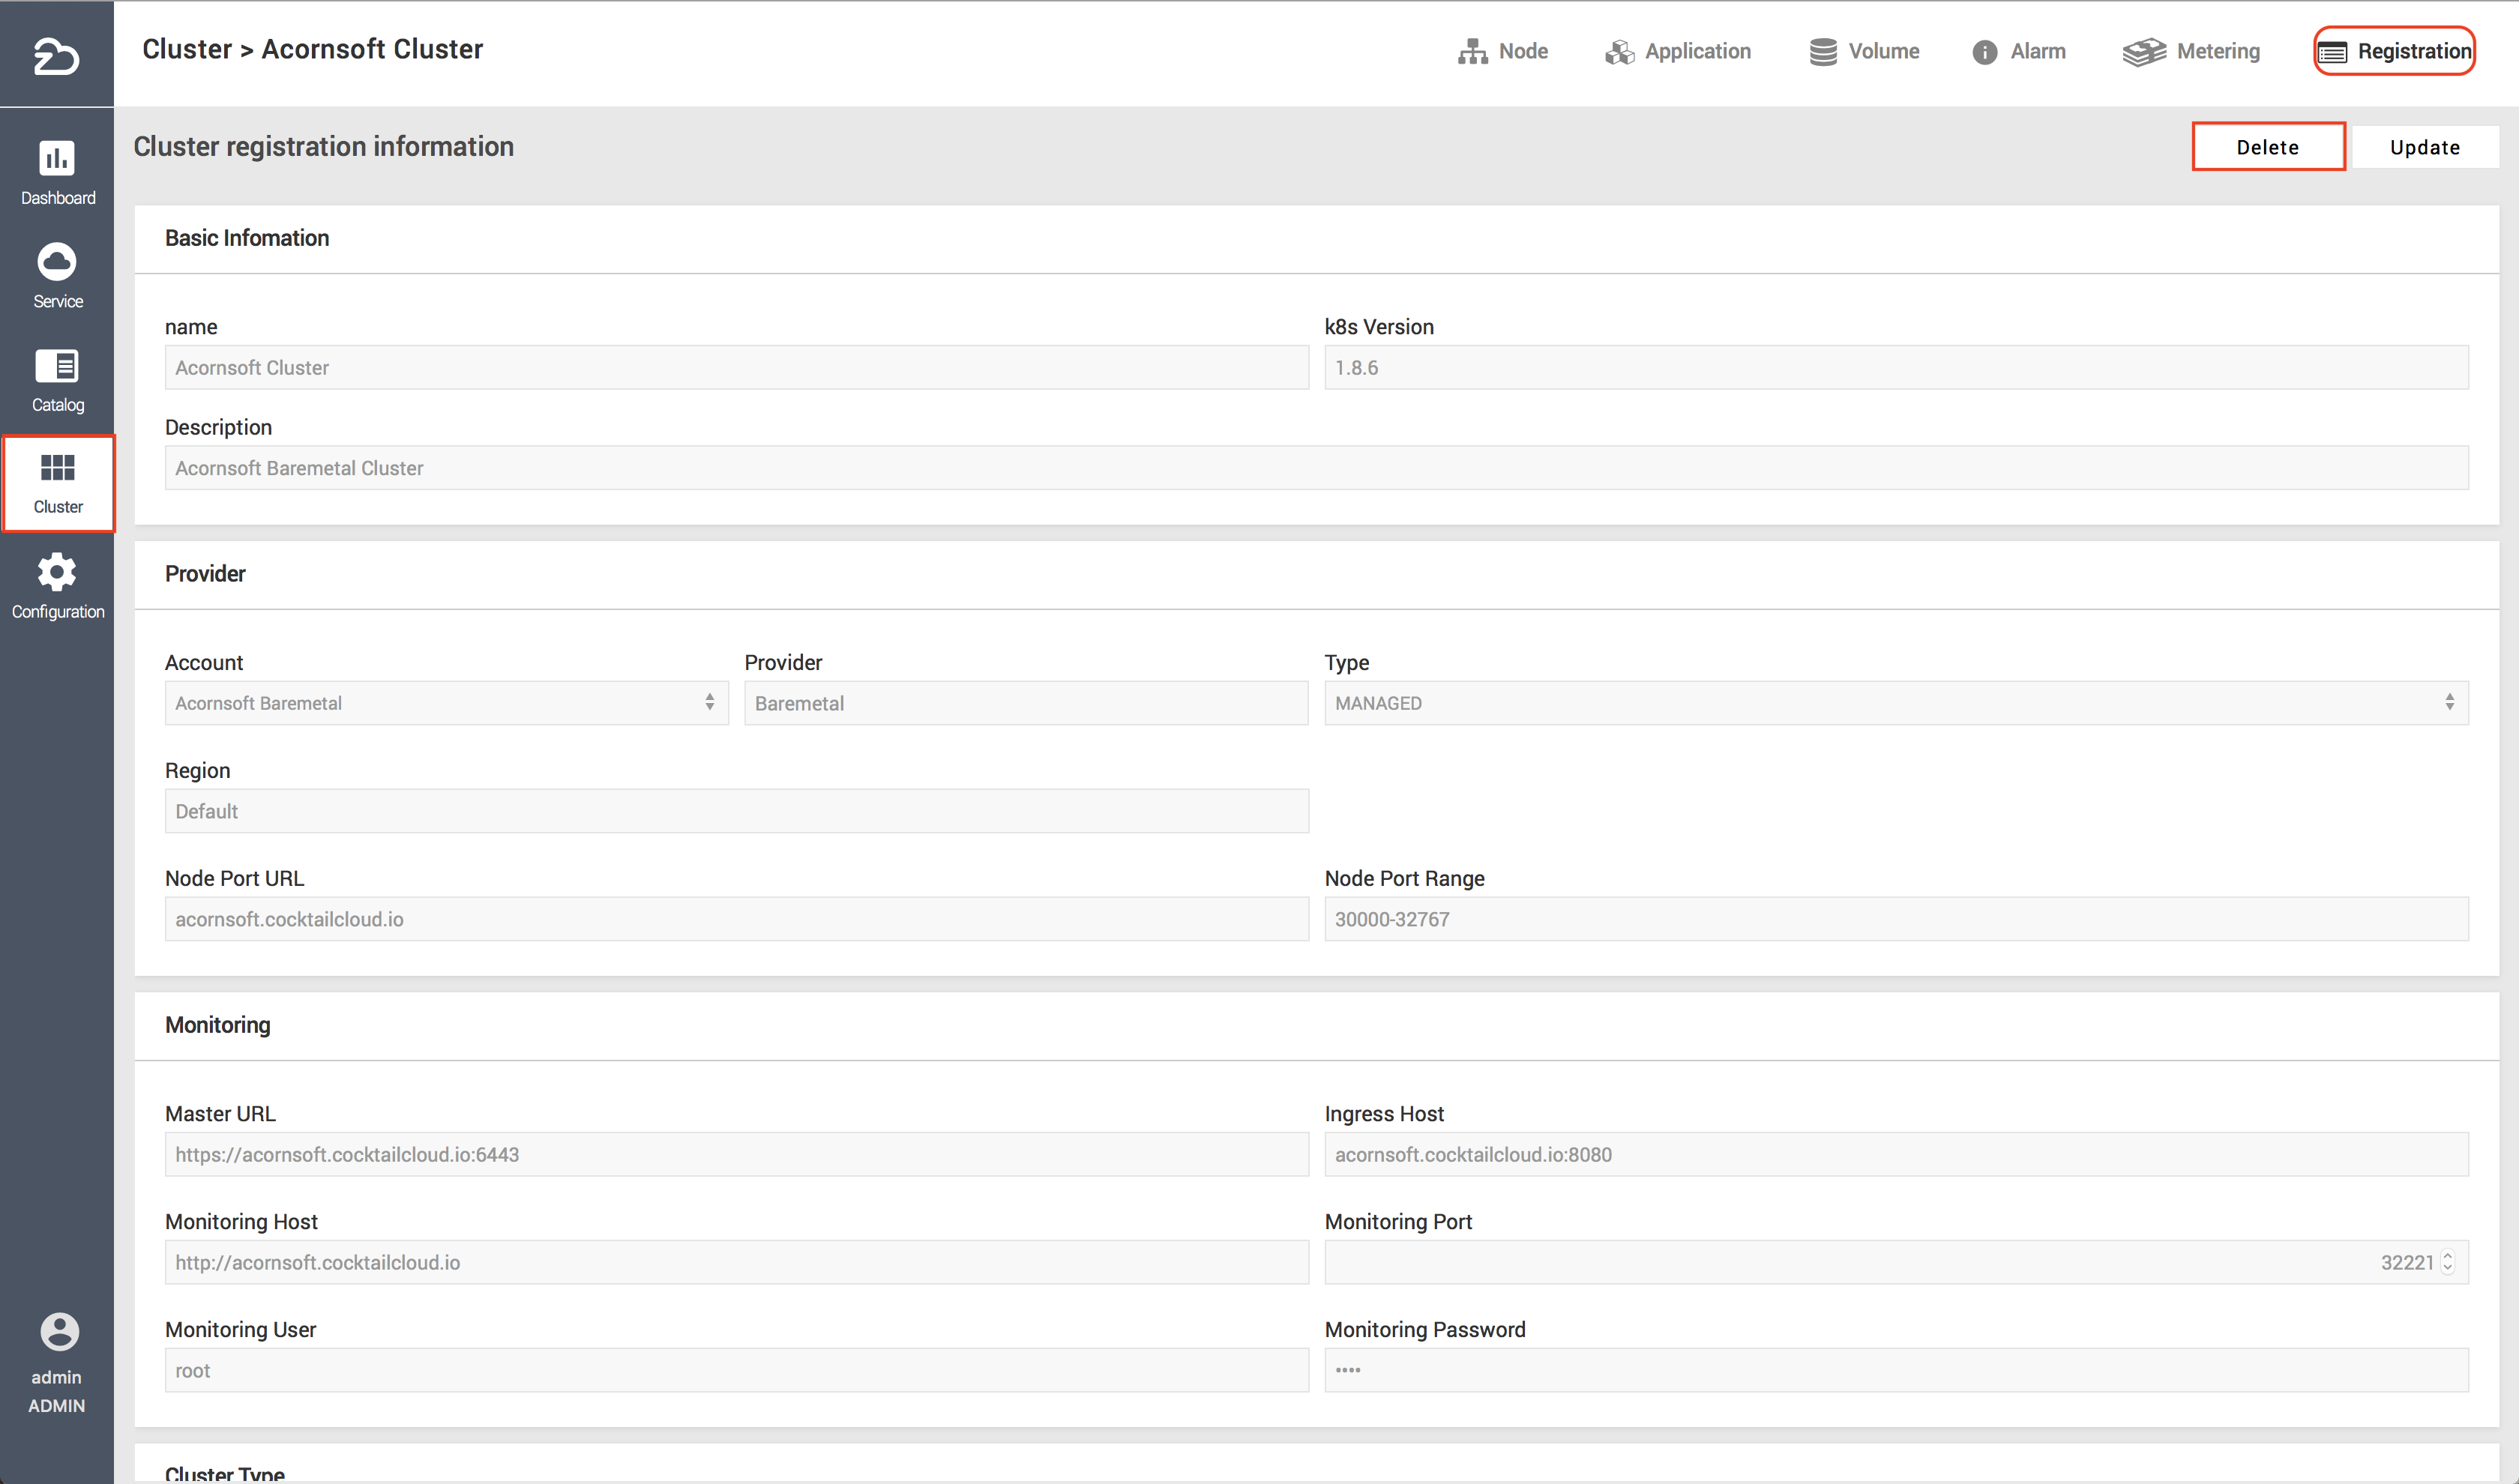 Cluster > Acornsoft Cluster
Node
Application
Volume
Alarm
Metering
Registration
Dashboard
Service
Catalog
Cluster
Configuration
admin
ADMIN
Cluster registration information
Delete
Update
Basic Infomation
name
k8s Version
Acornsoft Cluster
1.8.6
Description
Acornsoft Baremetal Cluster
Provider
Account
Provider
Type
Acornsoft Baremetal
Baremetal
MANAGED
Region
Default
Node Port URL
Node Port Range
acornsoft.cocktailcloud.io
30000-32767
Monitoring
Master URL
Ingress Host
https://acornsoft.cocktailcloud.io:6443
acornsoft.cocktailcloud.io:8080
Monitoring Host
Monitoring Port
http://acornsoft.cocktailcloud.io
32221
Monitoring User
Monitoring Password
root
••••
Cluster Type